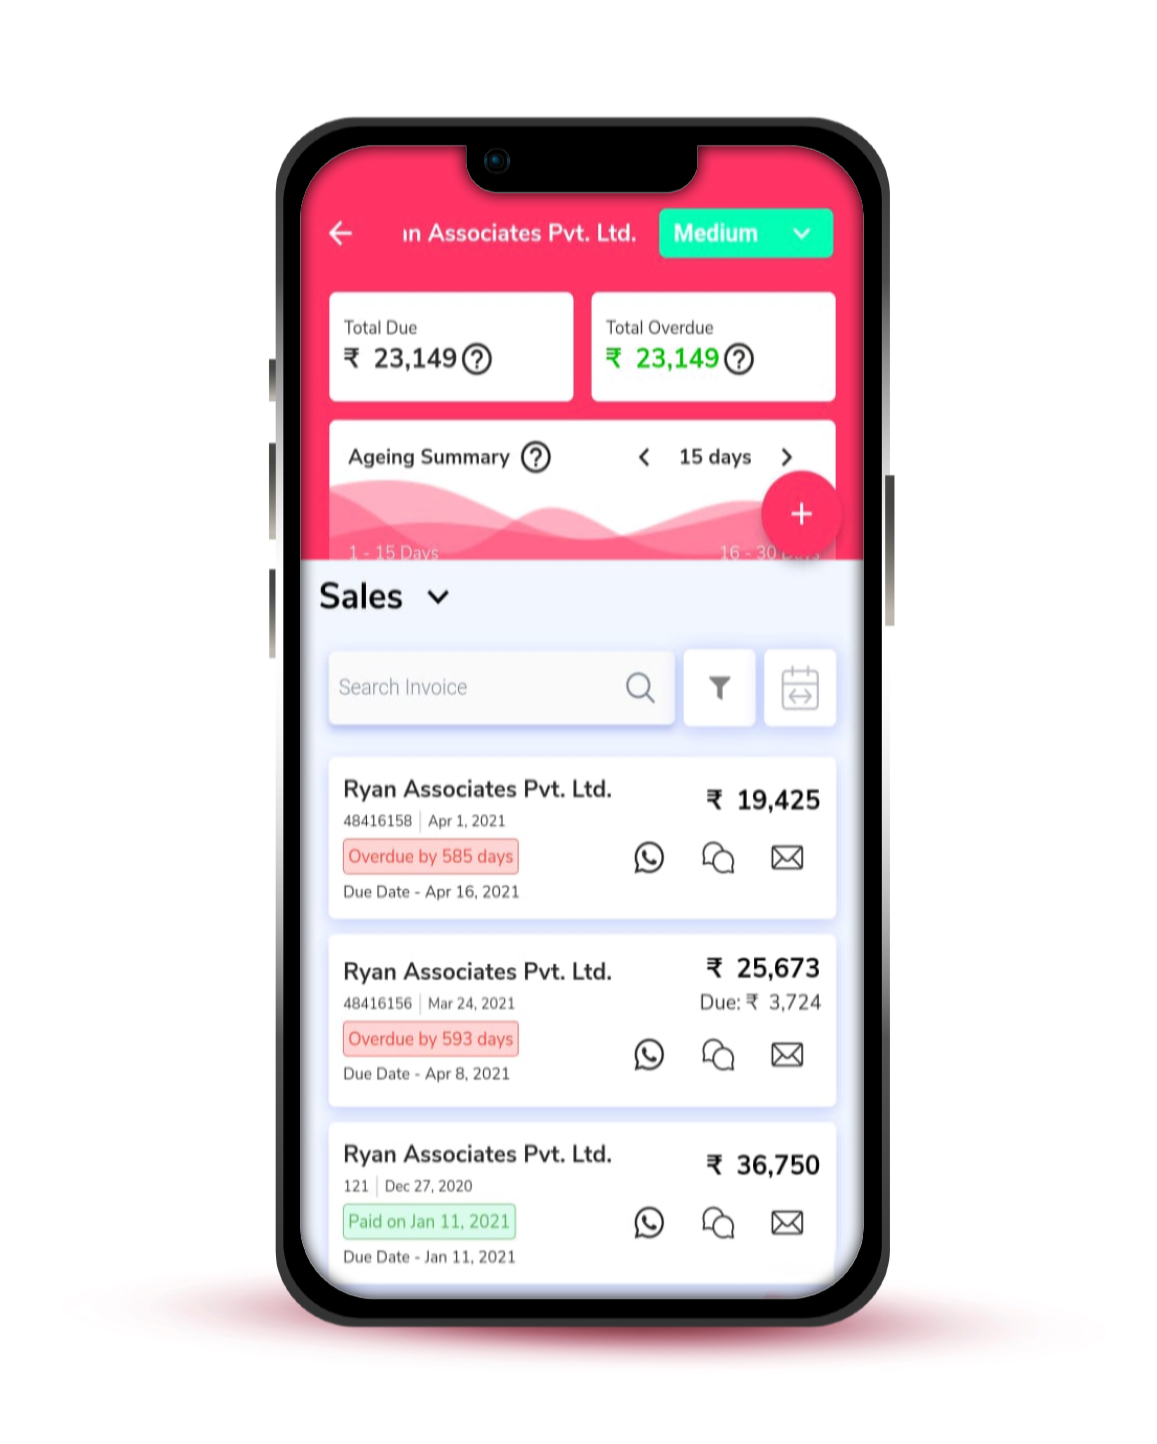 ın Associates Pvt. Ltd. Medium
Total Due
₹ 23,149
Total Overdue
₹ 23,149
Ageing Summary 15 days
1 - 15 Days 16 - 30
Sales
Search Invoice
Ryan Associates Pvt. Ltd. ₹ 19,425
48416158 Apr 1, 2021
Overdue by 585 days
Due Date - Apr 16, 2021
Ryan Associates Pvt. Ltd. ₹ 25,673
48416156 Mar 24, 2021 Due: ₹ 3,724
Overdue by 593 days
Due Date - Apr 8, 2021
Ryan Associates Pvt. Ltd. ₹ 36,750
121 Dec 27, 2020
Paid on Jan 11, 2021
Due Date - Jan 11, 2021